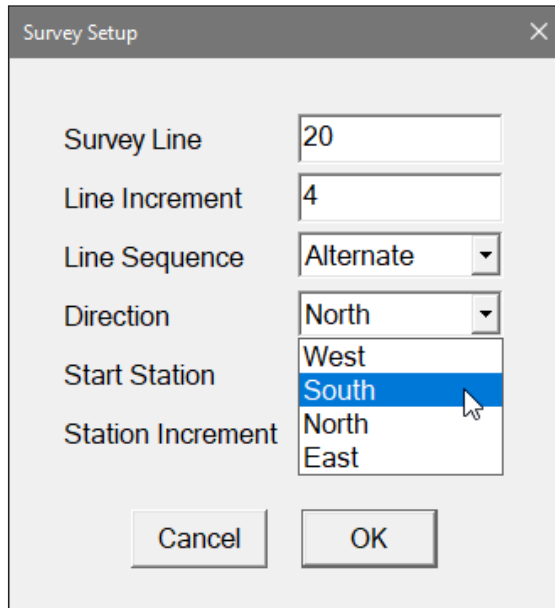 Survey Setup
Survey Line 20
Line Increment 4
Line Sequence Alternate
Direction North
West
Start Station
South
North
Station Increment
East
Cancel OK